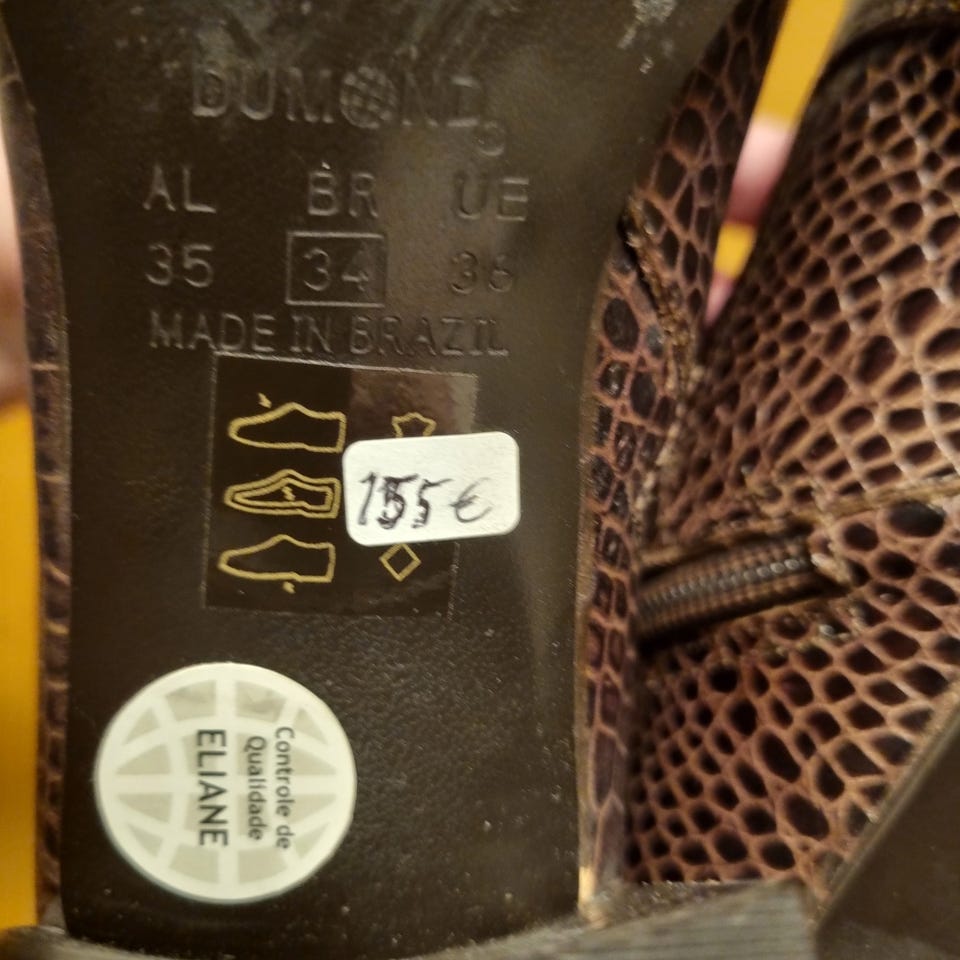 DUMOND
AL BR UE
35 34 36
MADE IN BRAZIL
155€
Controle de
Qualidade
ELIANE